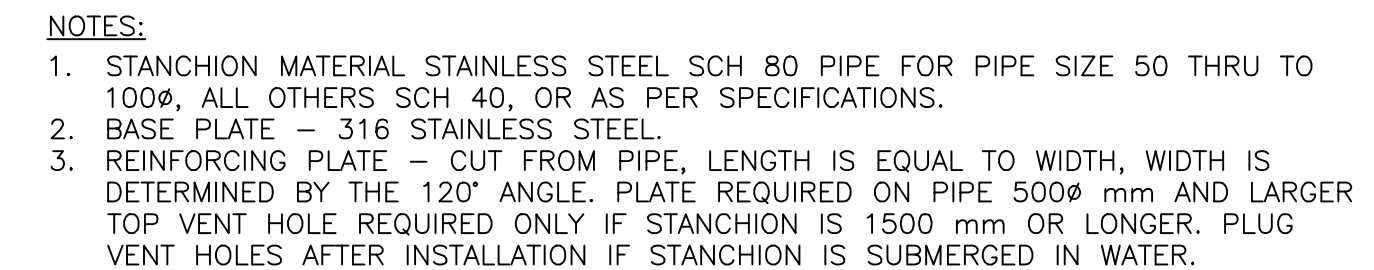 NOTES:
1. STANCHION MATERIAL STAINLESS STEEL SCH 80 PIPE FOR PIPE SIZE 50 THRU TO
100ø, ALL OTHERS SCH 40, OR AS PER SPECIFICATIONS.
2. BASE PLATE – 316 STAINLESS STEEL.
3. REINFORCING PLATE – CUT FROM PIPE, LENGTH IS EQUAL TO WIDTH, WIDTH IS
DETERMINED BY THE 120° ANGLE. PLATE REQUIRED ON PIPE 500ø mm AND LARGER
TOP VENT HOLE REQUIRED ONLY IF STANCHION IS 1500 mm OR LONGER. PLUG
VENT HOLES AFTER INSTALLATION IF STANCHION IS SUBMERGED IN WATER.